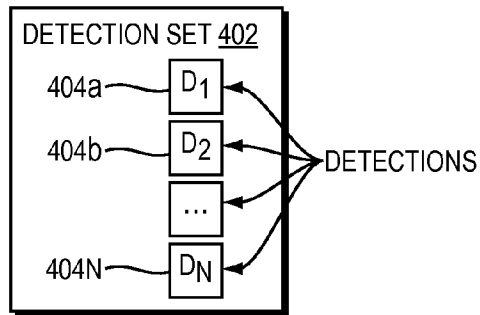 DETECTION SET 402
404a D1
404b D2
...
404N DN
DETECTIONS